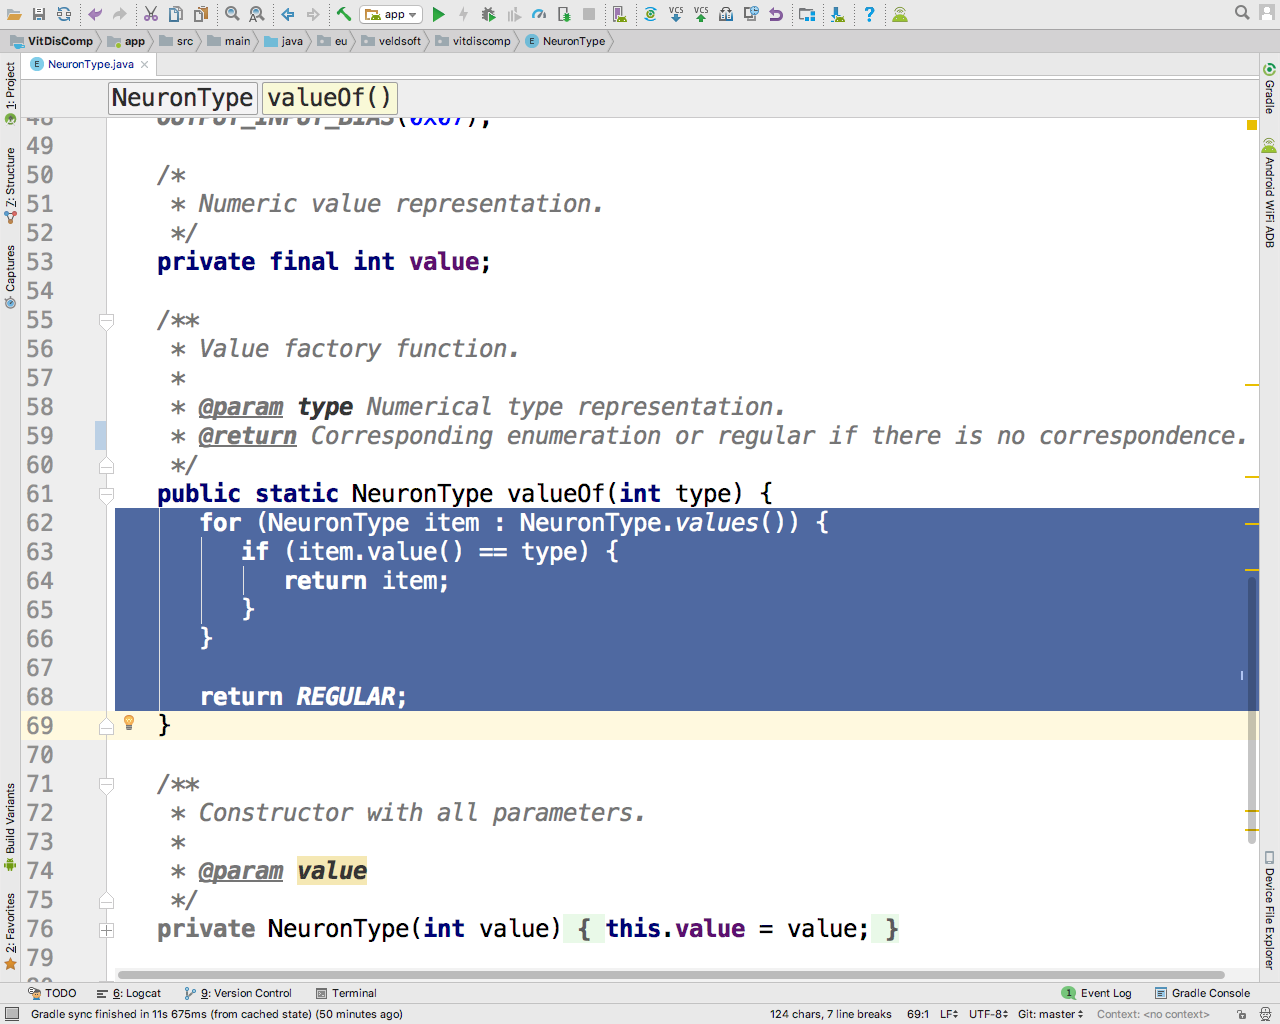 app
VitDisComp app src main java eu veldsoft vitdiscomp NeuronType
NeuronType.java
NeuronType valueOf()
48 OUTPUT_INPUT_BIAS(0x07);
49
50 /*
51 * Numeric value representation.
52 */
53 private final int value;
54
55 /**
56 * Value factory function.
57 *
58 * @param type Numerical type representation.
59 * @return Corresponding enumeration or regular if there is no correspondence.
60 */
61 public static NeuronType valueOf(int type) {
62 for (NeuronType item : NeuronType.values()) {
63 if (item.value() == type) {
64 return item;
65 }
66 }
67
68 return REGULAR;
69 }
70
71 /**
72 * Constructor with all parameters.
73 *
74 * @param value
75 */
76 private NeuronType(int value) { this.value = value; }
79
1: Project
Z: Structure
Captures
Build Variants
2: Favorites
Gradle
Android WiFi ADB
Device File Explorer
VCS VCS
TODO 6: Logcat 9: Version Control Terminal 1 Event Log Gradle Console
Gradle sync finished in 11s 675ms (from cached state) (50 minutes ago) 124 chars, 7 line breaks 69:1 LF UTF-8 Git: master Context: <no context>